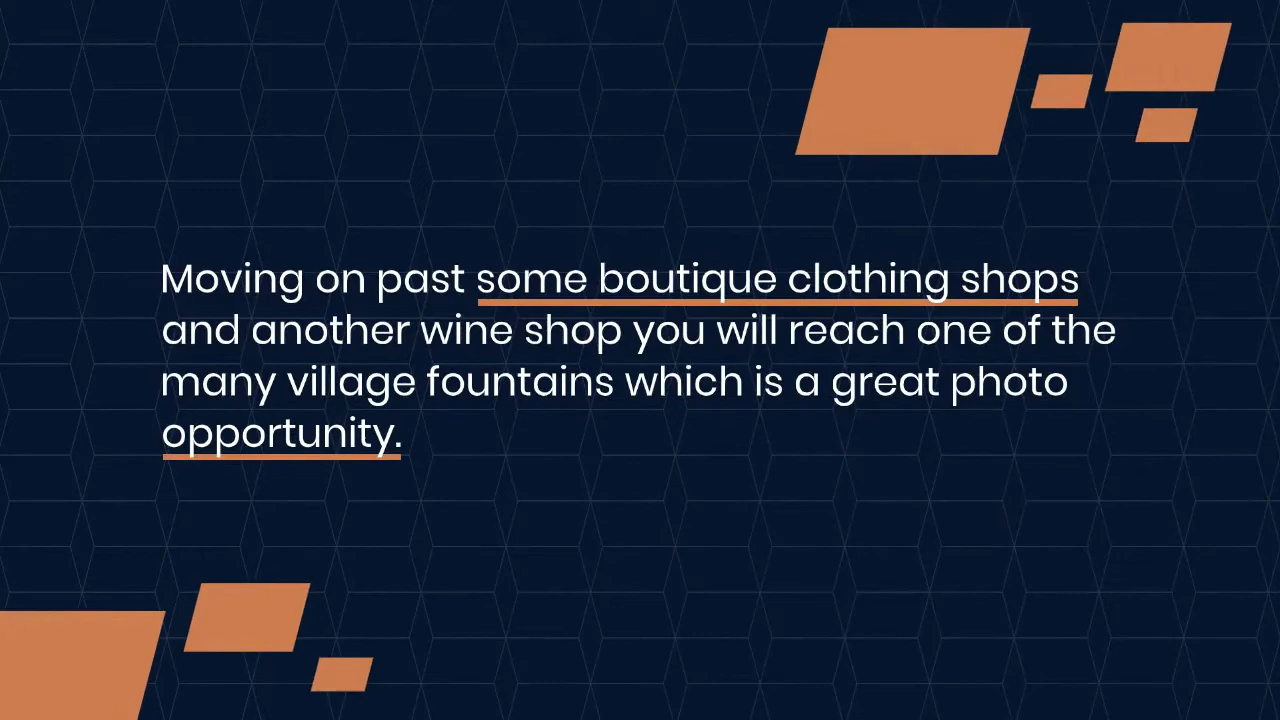 Moving on past some boutique clothing shops
and another wine shop you will reach one of the
many village fountains which is a great photo
opportunity.